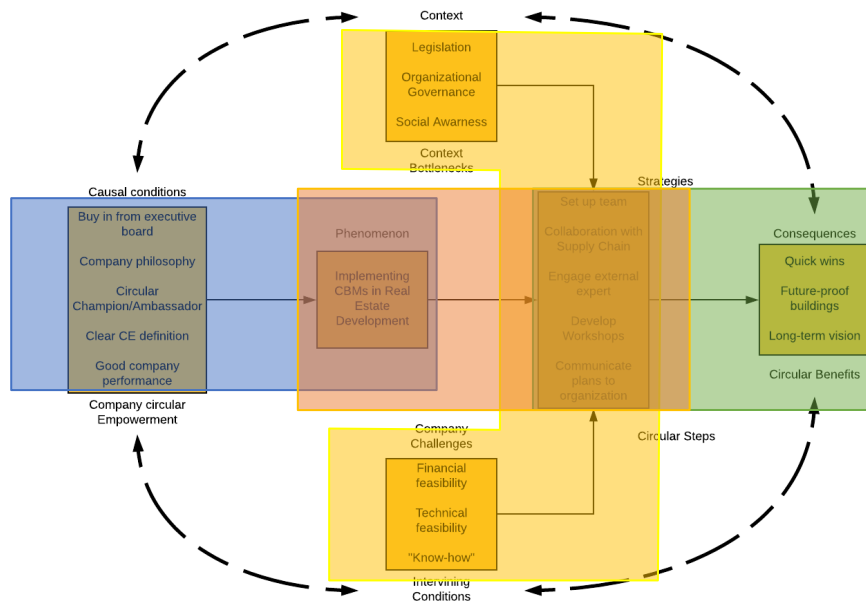 Context
Legislation
Organizational
Governance
Social Awarness
Context
Bottlenecks
Causal conditions
Buy in from executive
board
Company philosophy
Circular
Champion/Ambassador
Clear CE definition
Good company
performance
Company circular
Empowerment
Phenomenon
Implementing
CBMs in Real
Estate
Development
Strategies
Set up team
Collaboration with
Supply Chain
Engage external
expert
Develop
Workshops
Communicate
plans to
organization
Circular Steps
Consequences
Quick wins
Future-proof
buildings
Long-term vision
Circular Benefits
Company
Challenges
Financial
feasibility
Technical
feasibility
"Know-how"
Intervining
Conditions